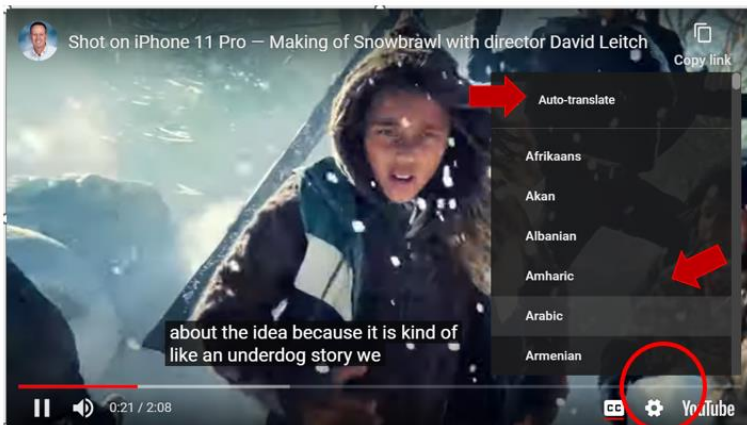 Shot on iPhone 11 Pro — Making of Snowbrawl with director David Leitch
Copy link
Auto-translate
Afrikaans
Akan
Albanian
Amharic
Arabic
Armenian
about the idea because it is kind of
like an underdog story we
0:21 / 2:08
CC
YouTube